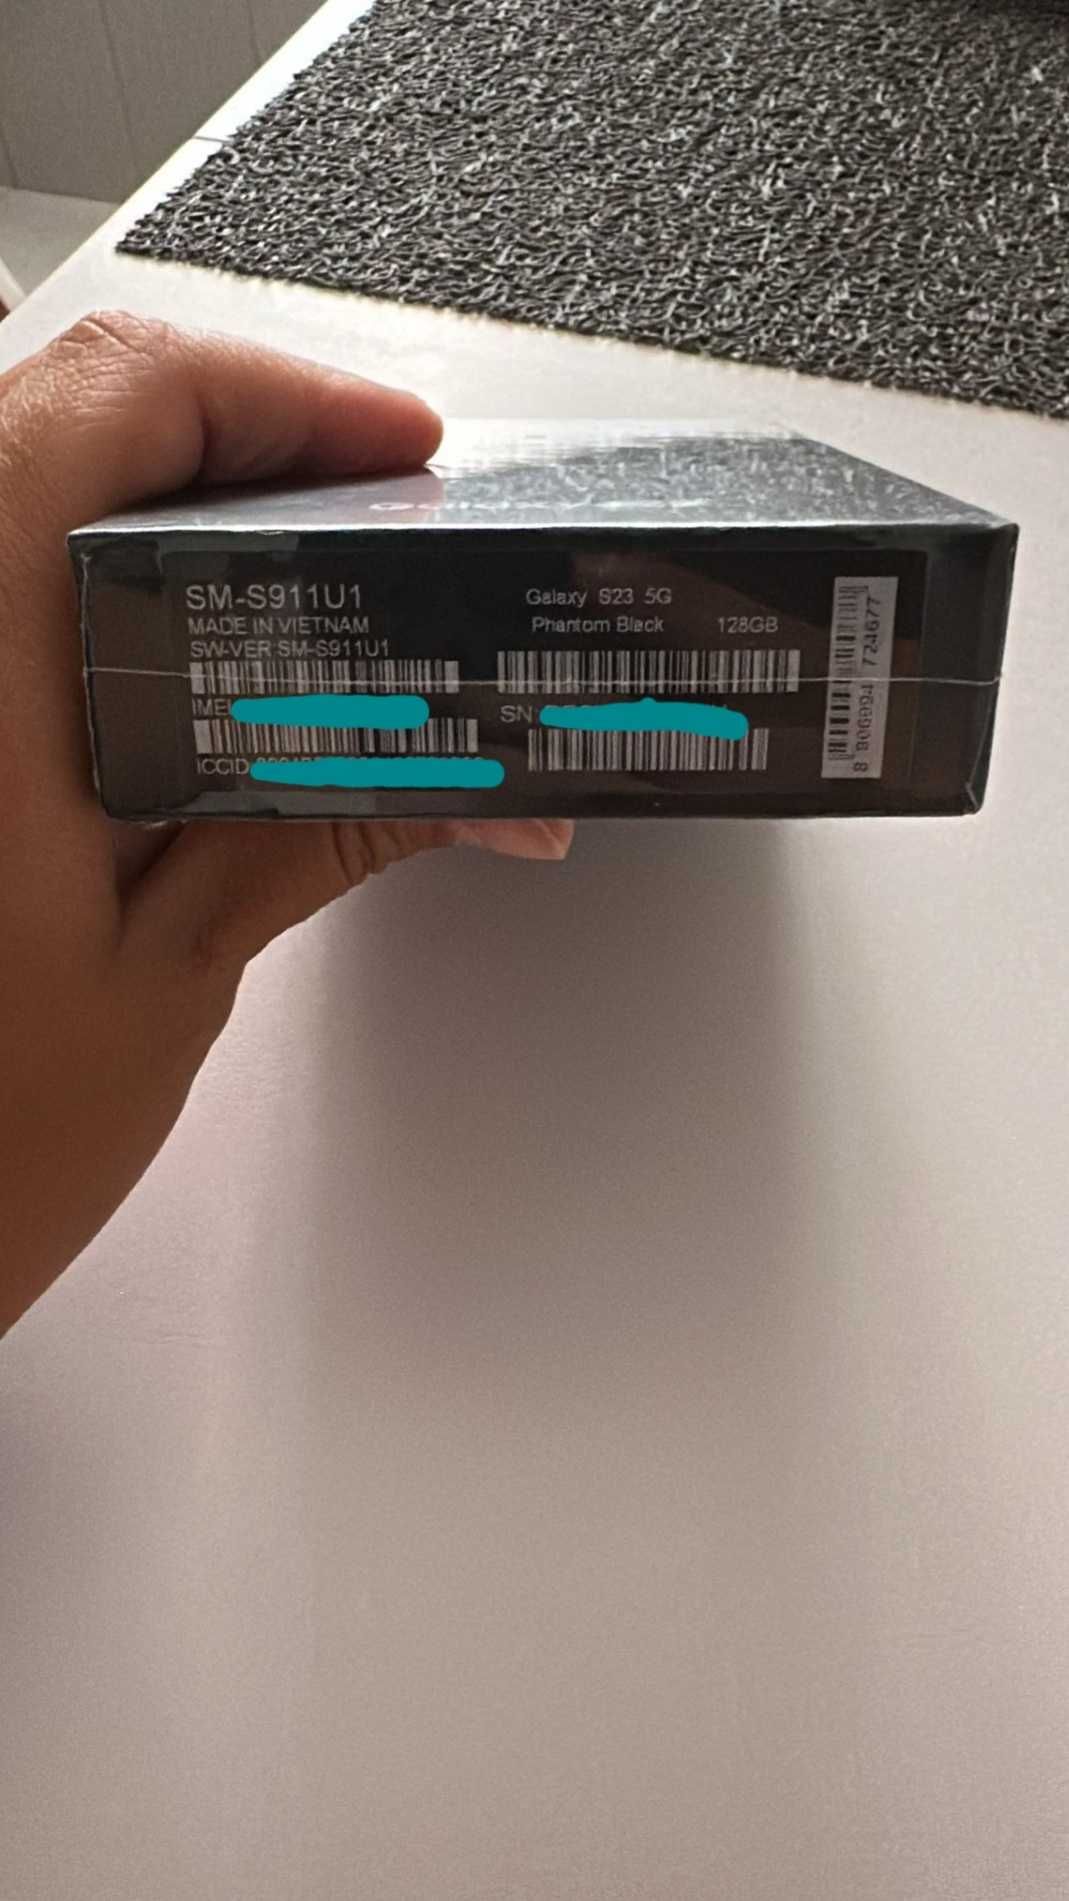 SM-S911U1
MADE IN VIETNAM
SW-VER:SM-S911U1
IMEI
ICCID
Galaxy S23 5G
Phantom Black 128GB
SN:
724677
8